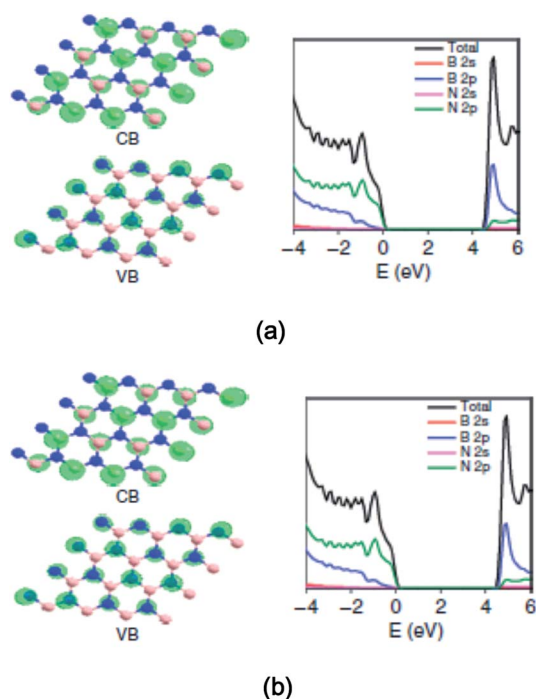 CB
VB
Total
B 2s
B 2p
N 2s
N 2p
−4 −2 0 2 4 6
E (eV)
(a)
CB
VB
Total
B 2s
B 2p
N 2s
N 2p
−4 −2 0 2 4 6
E (eV)
(b)